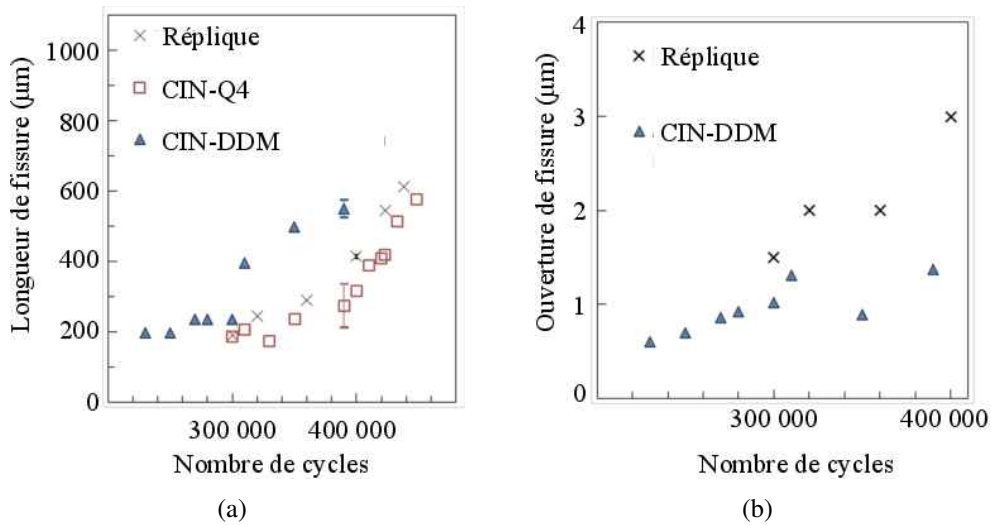 Longueur de fissure (µm)
1000
800
600
400
200
0
Réplique
CIN-Q4
CIN-DDM
300 000
400 000
Nombre de cycles
(a)
Ouverture de fissure (µm)
4
3
2
1
0
Réplique
CIN-DDM
300 000
400 000
Nombre de cycles
(b)